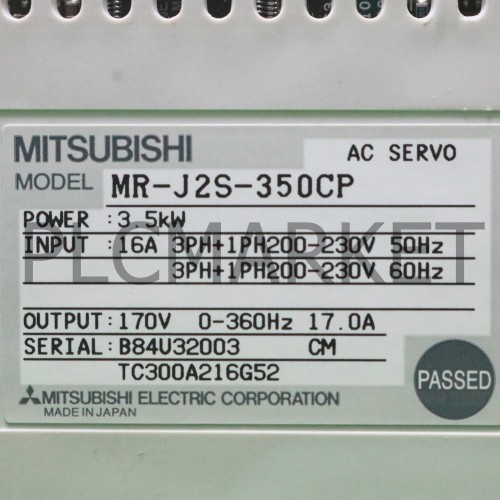 MITSUBISHI AC SERVO
MODEL MR-J2S-350CP
POWER : 3.5kW
INPUT : 16A 3PH+1PH200-230V 50Hz
3PH+1PH200-230V 60Hz
PLCMARKET
OUTPUT : 170V 0-360Hz 17.0A
SERIAL : B84U32003 CM
TC300A216G52
PASSED
MITSUBISHI ELECTRIC CORPORATION
MADE IN JAPAN